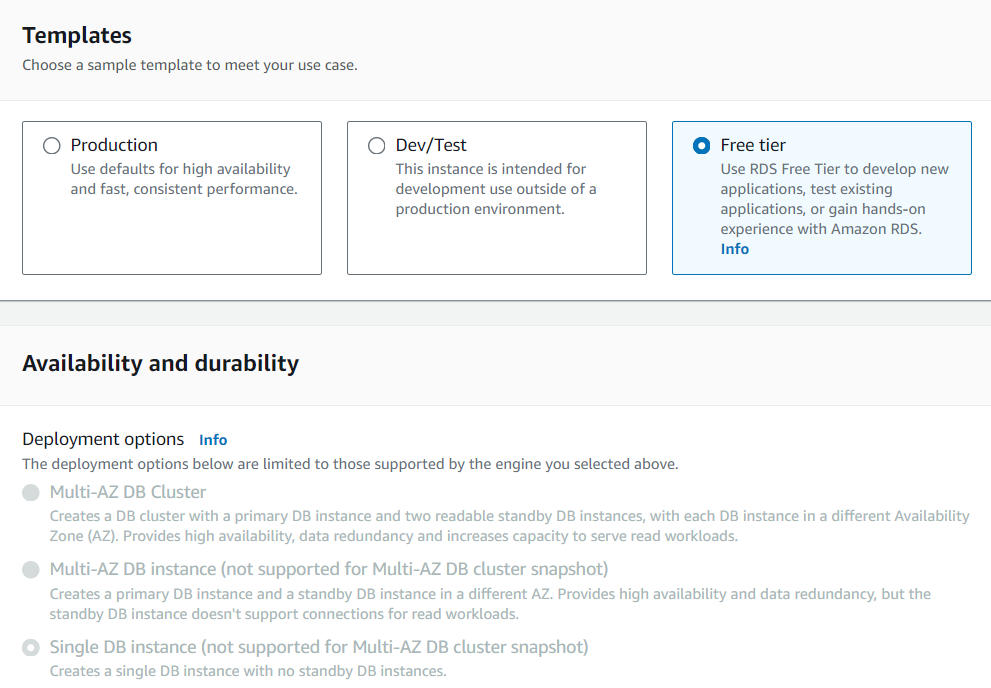 Templates
Choose a sample template to meet your use case.
Production
Use defaults for high availability
and fast, consistent performance.
Dev/Test
This instance is intended for
development use outside of a
production environment.
Free tier
Use RDS Free Tier to develop new
applications, test existing
applications, or gain hands-on
experience with Amazon RDS.
Info
Availability and durability
Deployment options Info
The deployment options below are limited to those supported by the engine you selected above.
Multi-AZ DB Cluster
Creates a DB cluster with a primary DB instance and two readable standby DB instances, with each DB instance in a different Availability
Zone (AZ). Provides high availability, data redundancy and increases capacity to serve read workloads.
Multi-AZ DB instance (not supported for Multi-AZ DB cluster snapshot)
Creates a primary DB instance and a standby DB instance in a different AZ. Provides high availability and data redundancy, but the
standby DB instance doesn't support connections for read workloads.
Single DB instance (not supported for Multi-AZ DB cluster snapshot)
Creates a single DB instance with no standby DB instances.